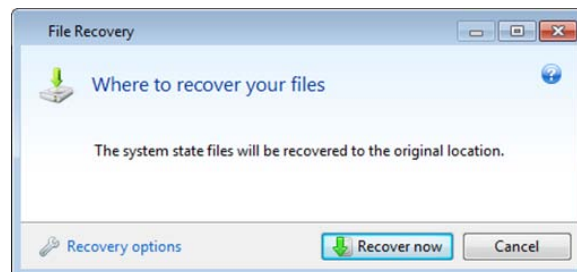 File Recovery
Where to recover your files
The system state files will be recovered to the original location.
Recovery options
Recover now
Cancel